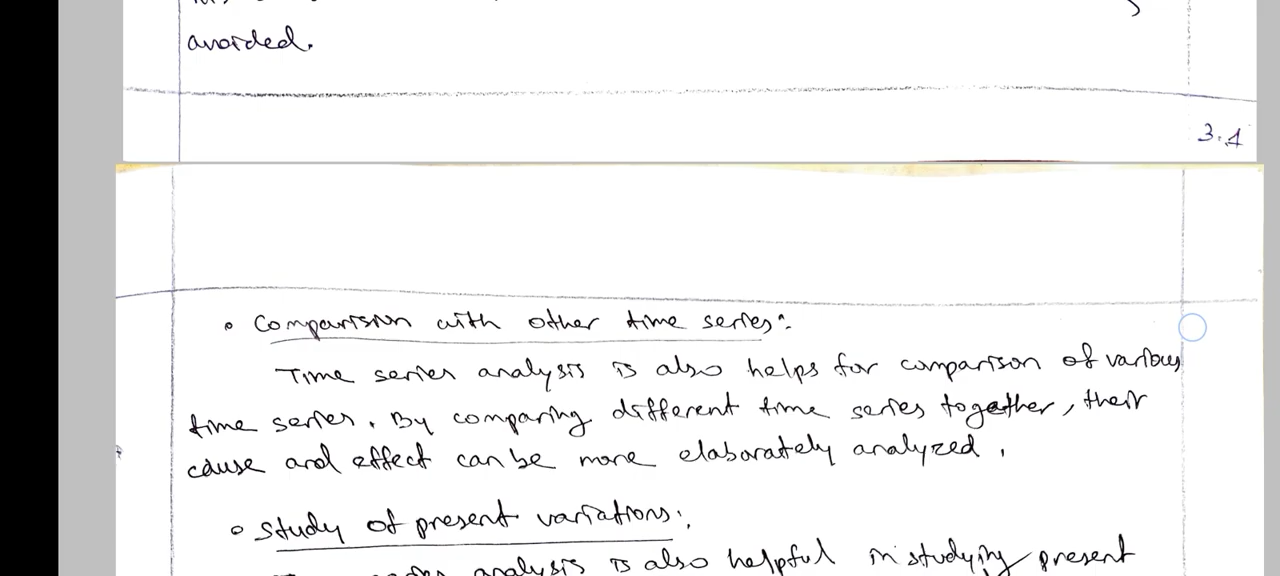 avoided.
3.4
• Comparision with other time series:
Time series analysis is also helps for comparison of various
time series. By comparing different time series together, their
cause and effect can be more elaborately analyzed.
• Study of present variations:
analysis is also helpful in studying present